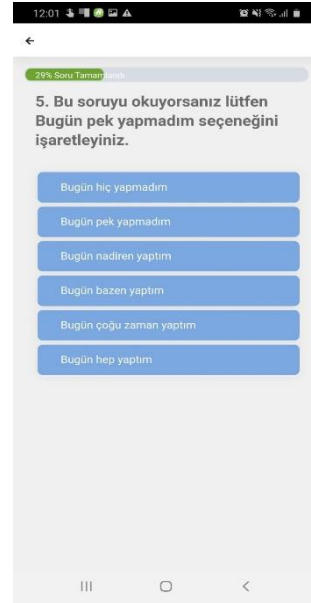 12:01
29% Soru Tamamlandı
5. Bu soruyu okuyorsanız lütfen
Bugün pek yapmadım seçeneğini
işaretleyiniz.
Bugün hiç yapmadım
Bugün pek yapmadım
Bugün nadiren yaptım
Bugün bazen yaptım
Bugün çoğu zaman yaptım
Bugün hep yaptım